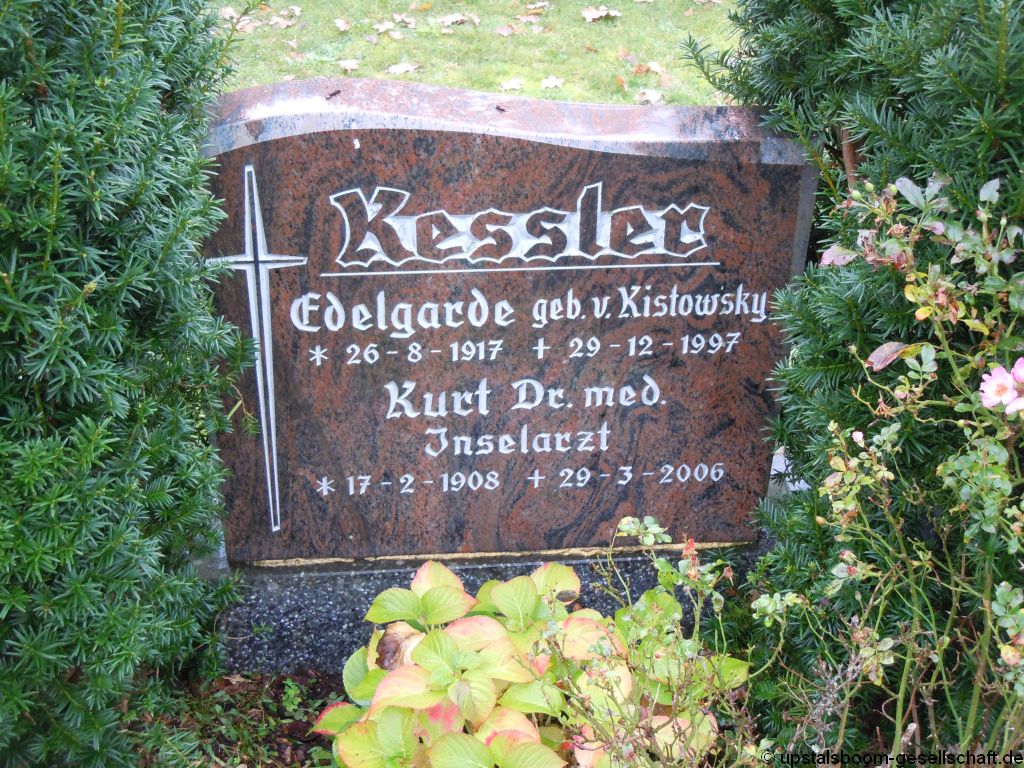 Kessler
Edelgarde geb. v. Kistowsky
* 26-8-1917 + 29-12-1997
Kurt Dr. med.
Inselarzt
* 17-2-1908 + 29-3-2006
© upstalsboom-gesellschaft.de